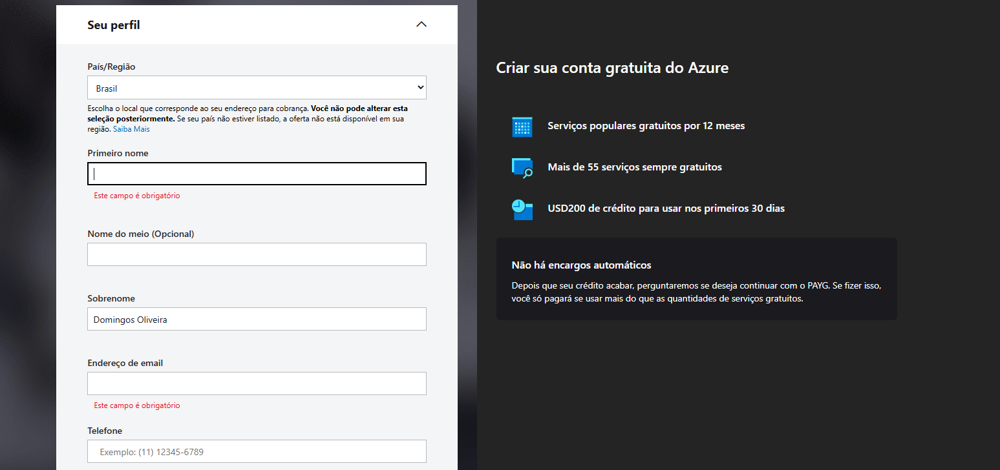 Seu perfil
País/Região
Brasil
Escolha o local que corresponde ao seu endereço para cobrança. Você não pode alterar esta
seleção posteriormente. Se seu país não estiver listado, a oferta não está disponível em sua
região. Saiba Mais
Primeiro nome
Este campo é obrigatório
Nome do meio (Opcional)
Sobrenome
Domingos Oliveira
Endereço de email
Este campo é obrigatório
Telefone
Exemplo: (11) 12345-6789
Criar sua conta gratuita do Azure
Serviços populares gratuitos por 12 meses
Mais de 55 serviços sempre gratuitos
USD200 de crédito para usar nos primeiros 30 dias
Não há encargos automáticos
Depois que seu crédito acabar, perguntaremos se deseja continuar com o PAYG. Se fizer isso,
você só pagará se usar mais do que as quantidades de serviços gratuitos.